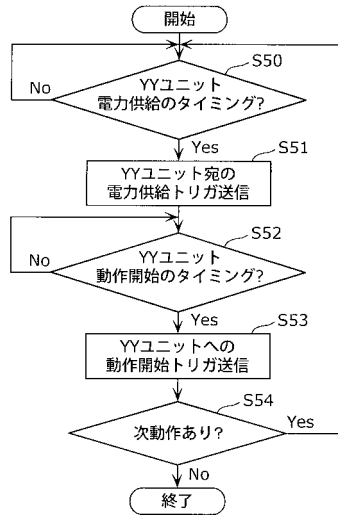 開始
S50
YYユニット
電力供給のタイミング?
No
Yes
S51
YYユニット宛の
電力供給トリガ送信
S52
YYユニット
動作開始のタイミング?
No
Yes
S53
YYユニットへの
動作開始トリガ送信
S54
次動作あり?
Yes
No
終了